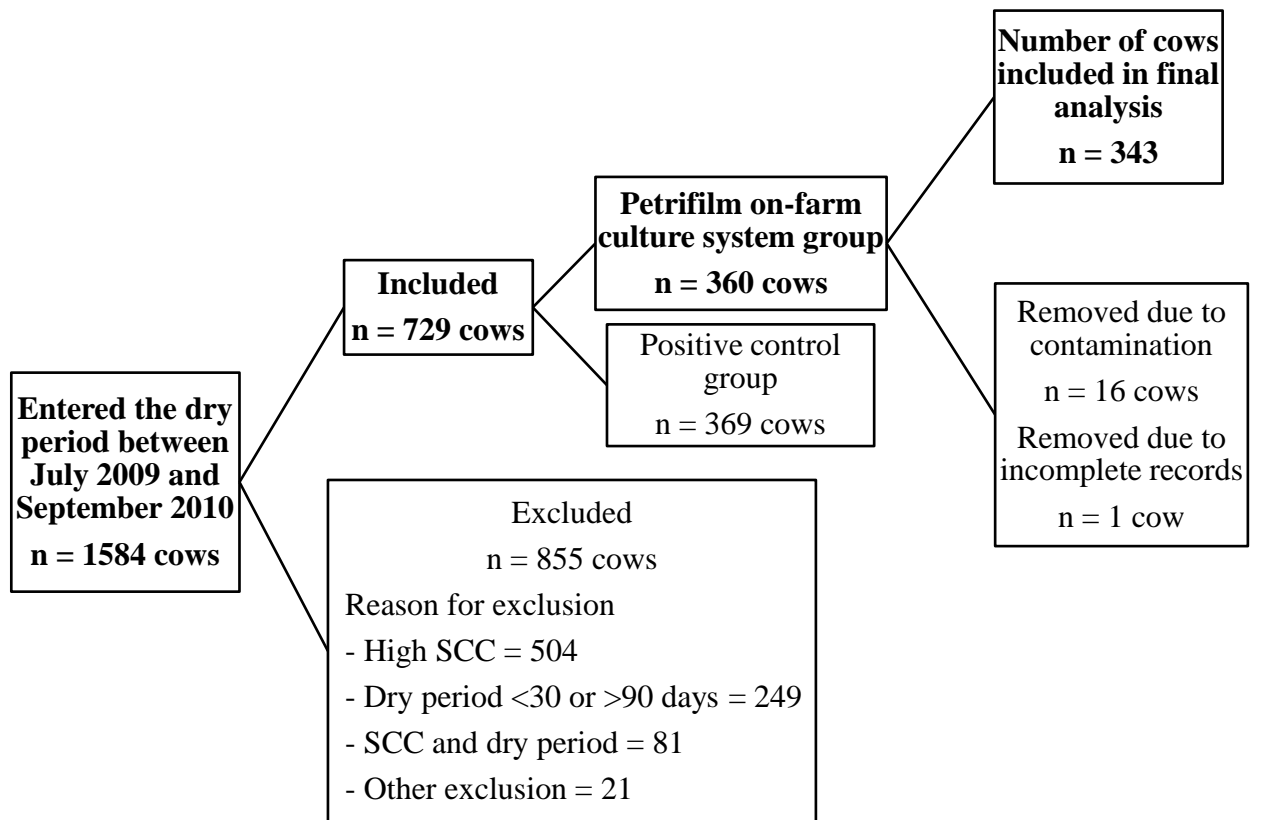 Entered the dry
period between
July 2009 and
September 2010
n = 1584 cows
Included
n = 729 cows
Excluded
n = 855 cows
Reason for exclusion
- High SCC = 504
- Dry period <30 or >90 days = 249
- SCC and dry period = 81
- Other exclusion = 21
Petrifilm on-farm
culture system group
n = 360 cows
Positive control
group
n = 369 cows
Number of cows
included in final
analysis
n = 343
Removed due to
contamination
n = 16 cows
Removed due to
incomplete records
n = 1 cow